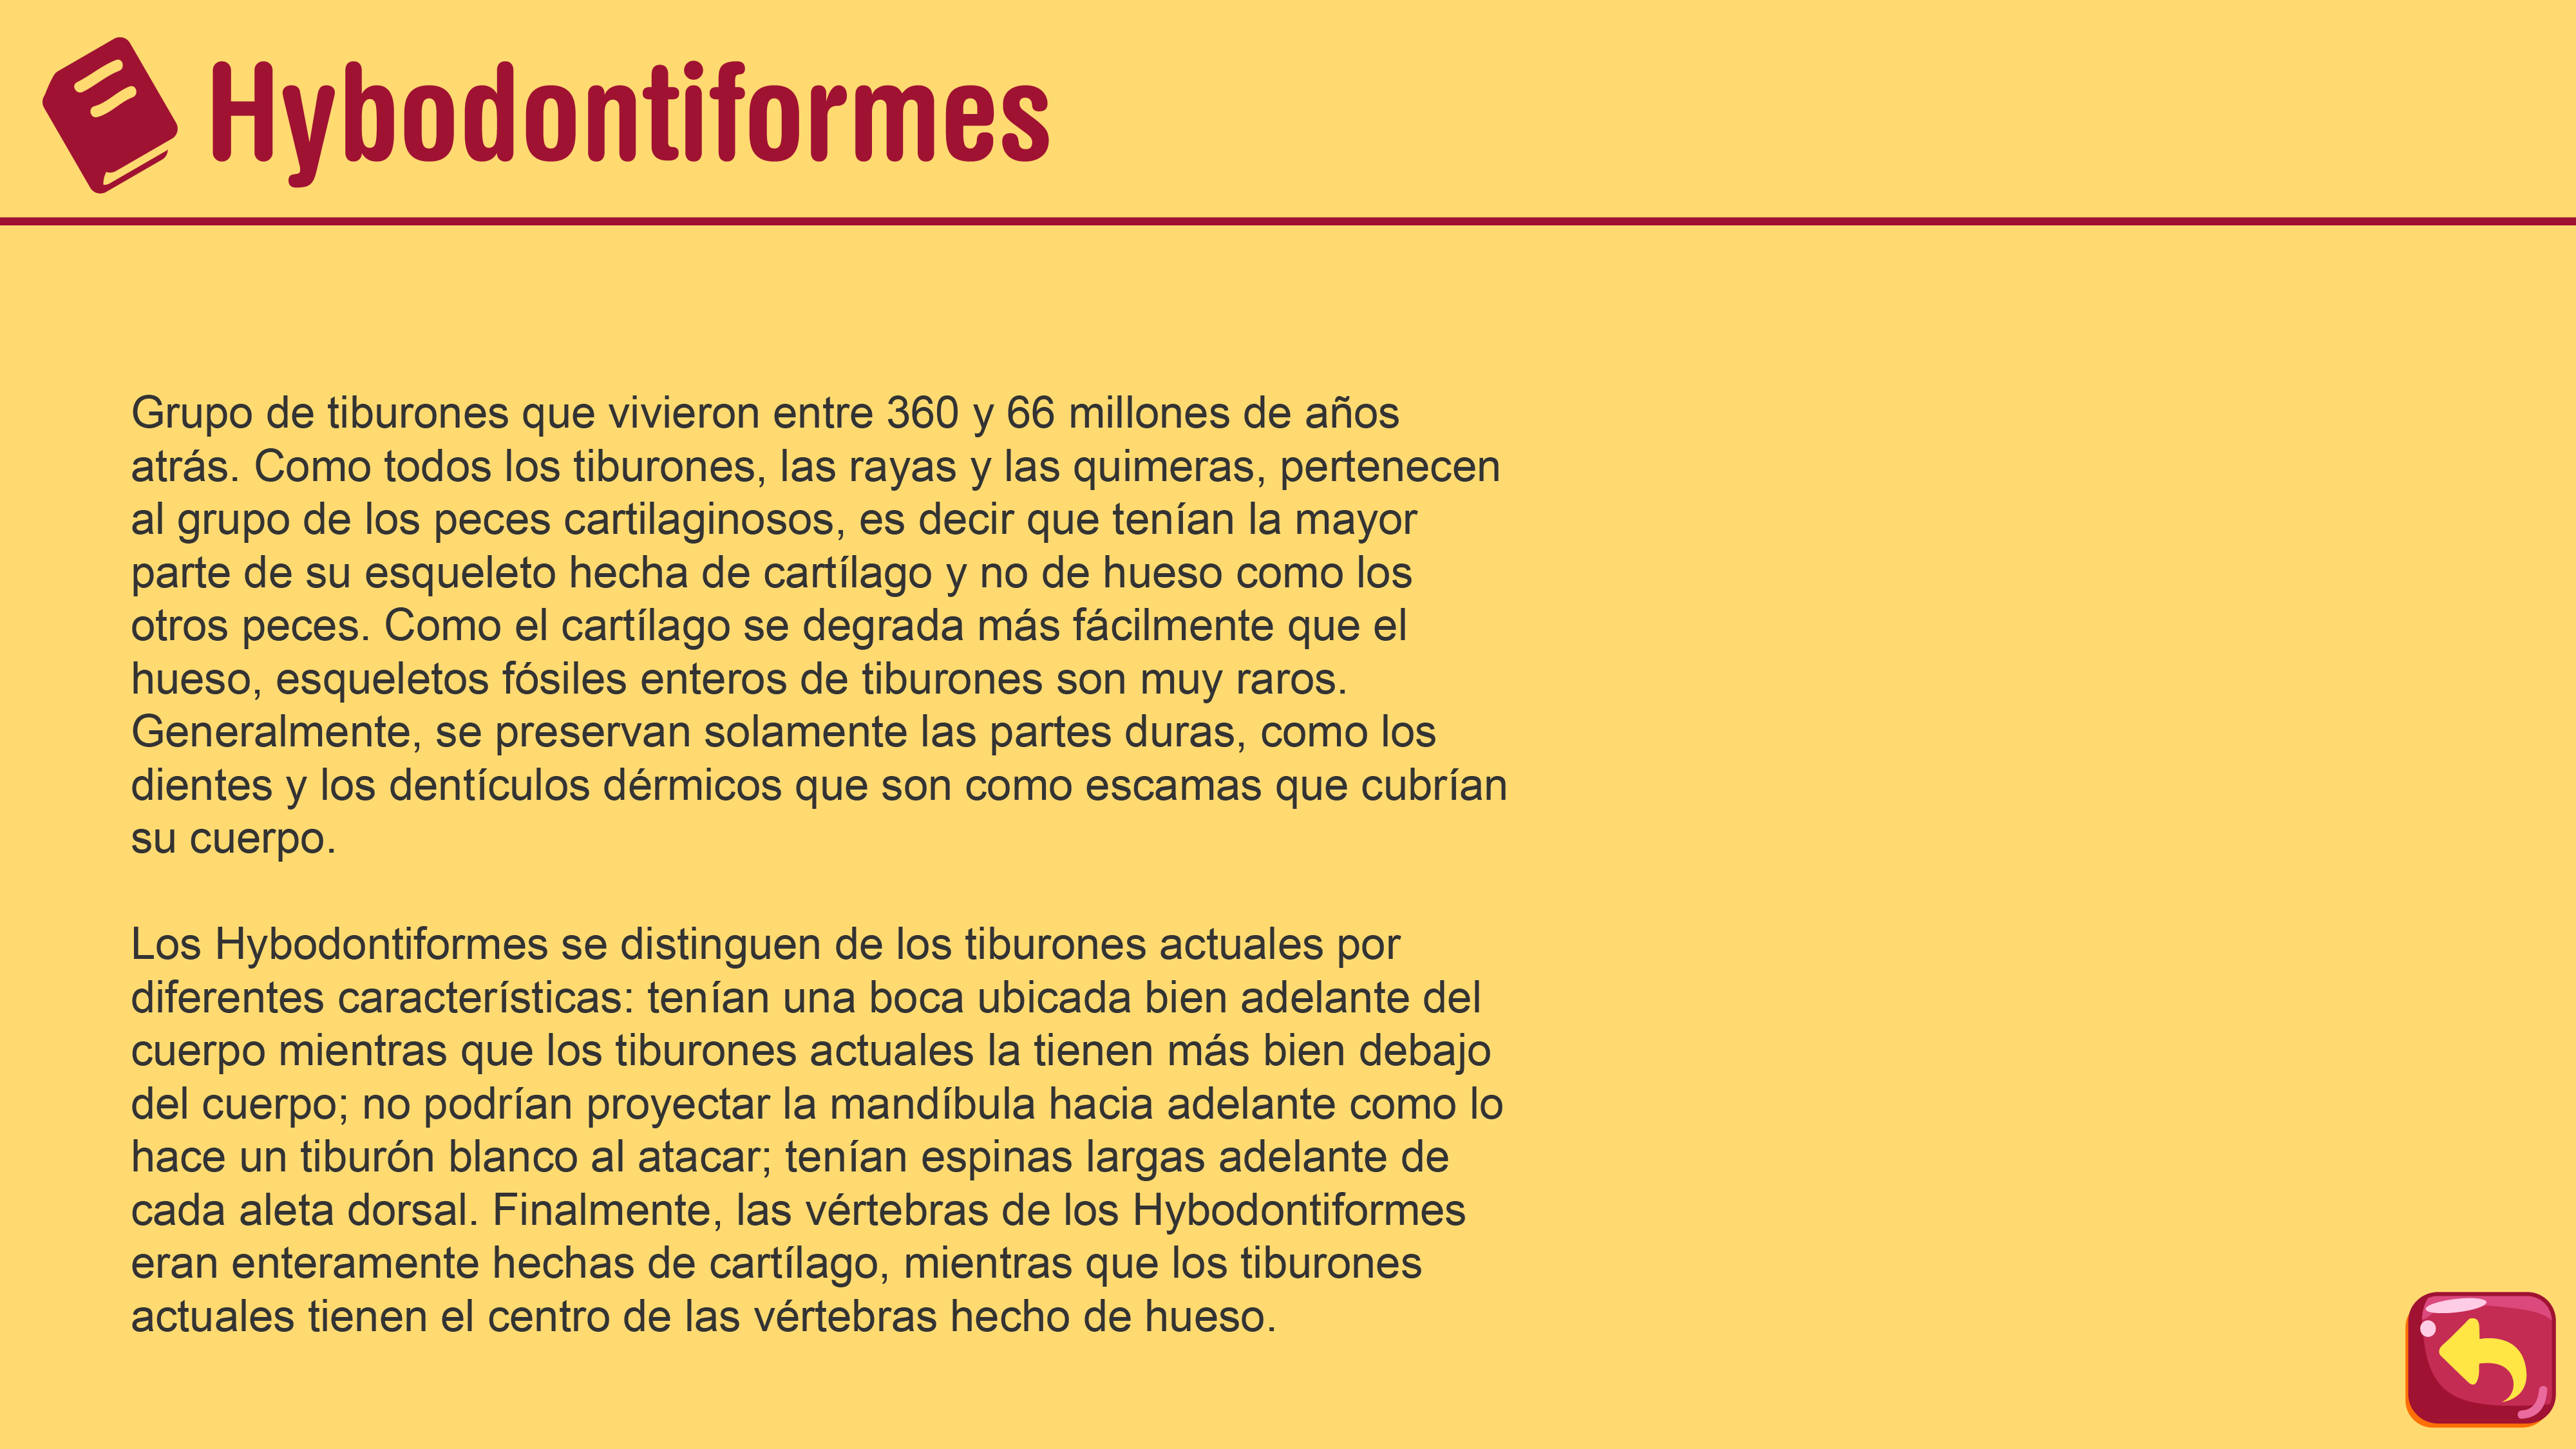 Hybodontiformes
Grupo de tiburones que vivieron entre 360 y 66 millones de años
atrás. Como todos los tiburones, las rayas y las quimeras, pertenecen
al grupo de los peces cartilaginosos, es decir que tenían la mayor
parte de su esqueleto hecha de cartílago y no de hueso como los
otros peces. Como el cartílago se degrada más fácilmente que el
hueso, esqueletos fósiles enteros de tiburones son muy raros.
Generalmente, se preservan solamente las partes duras, como los
dientes y los dentículos dérmicos que son como escamas que cubrían
su cuerpo.
Los Hybodontiformes se distinguen de los tiburones actuales por
diferentes características: tenían una boca ubicada bien adelante del
cuerpo mientras que los tiburones actuales la tienen más bien debajo
del cuerpo; no podrían proyectar la mandíbula hacia adelante como lo
hace un tiburón blanco al atacar; tenían espinas largas adelante de
cada aleta dorsal. Finalmente, las vértebras de los Hybodontiformes
eran enteramente hechas de cartílago, mientras que los tiburones
actuales tienen el centro de las vértebras hecho de hueso.